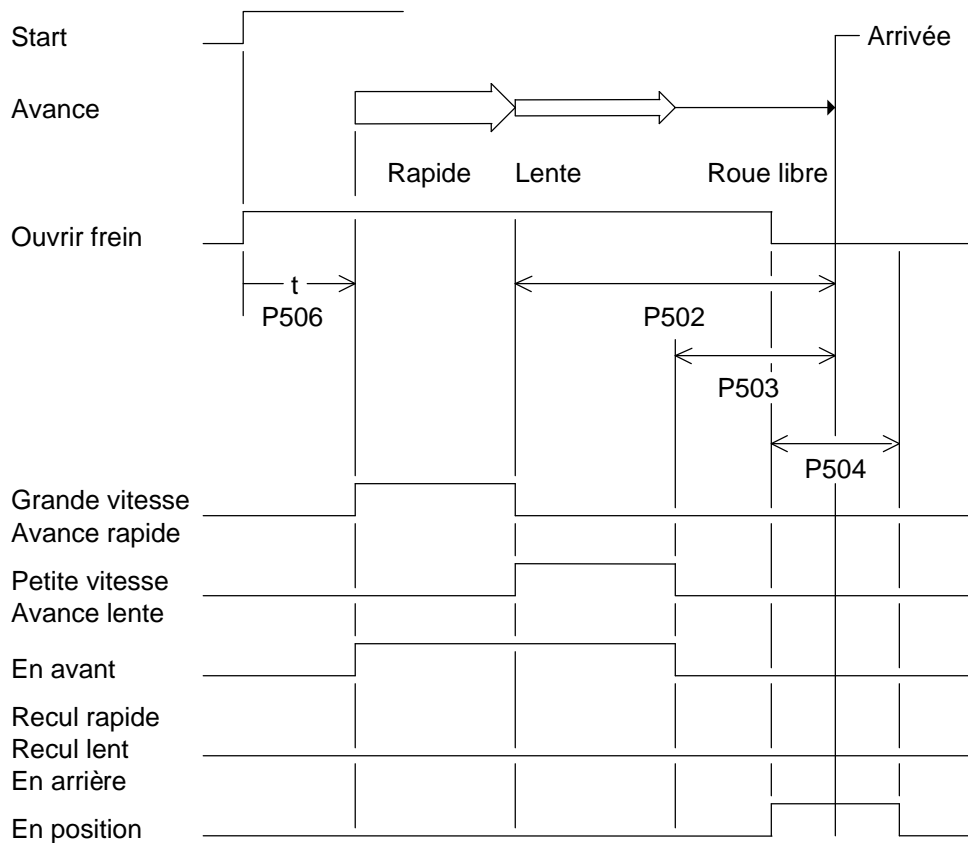 Start
Arrivée
Avance
Rapide
Lente
Roue libre
Ouvrir frein
t
P506
P502
P503
P504
Grande vitesse
Avance rapide
Petite vitesse
Avance lente
En avant
Recul rapide
Recul lent
En arrière
En position